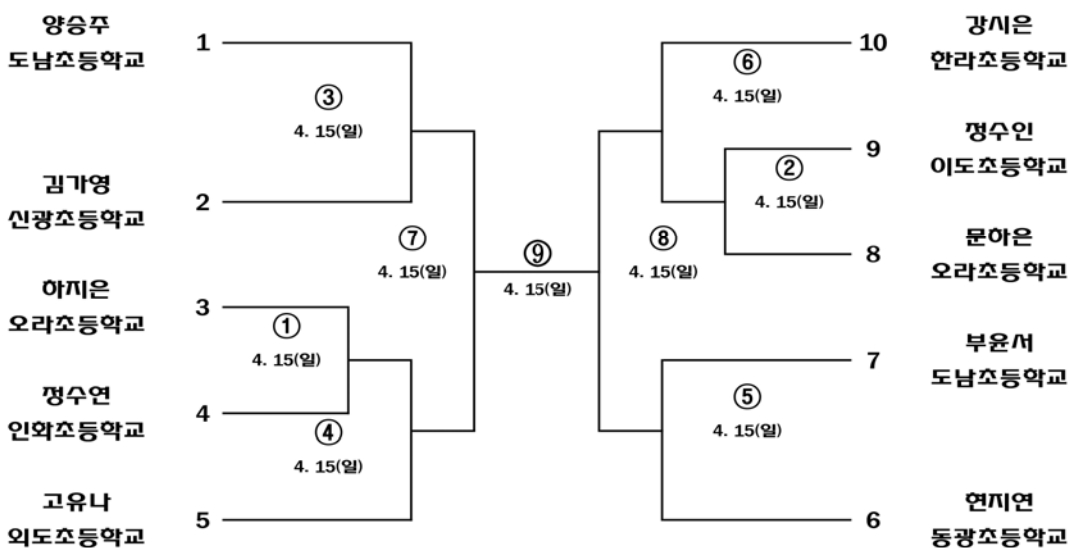 양승주
도남초등학교
1
③
4. 15(일)
김가영
신광초등학교
2
⑦
4. 15(일)
하지은
오라초등학교
3
①
4. 15(일)
정수연
인화초등학교
4
④
4. 15(일)
고유나
외도초등학교
5
⑨
4. 15(일)
10
강시은
한라초등학교
⑥
4. 15(일)
9
정수인
이도초등학교
②
4. 15(일)
8
문하은
오라초등학교
⑧
4. 15(일)
7
부윤서
도남초등학교
⑤
4. 15(일)
6
현지연
동광초등학교